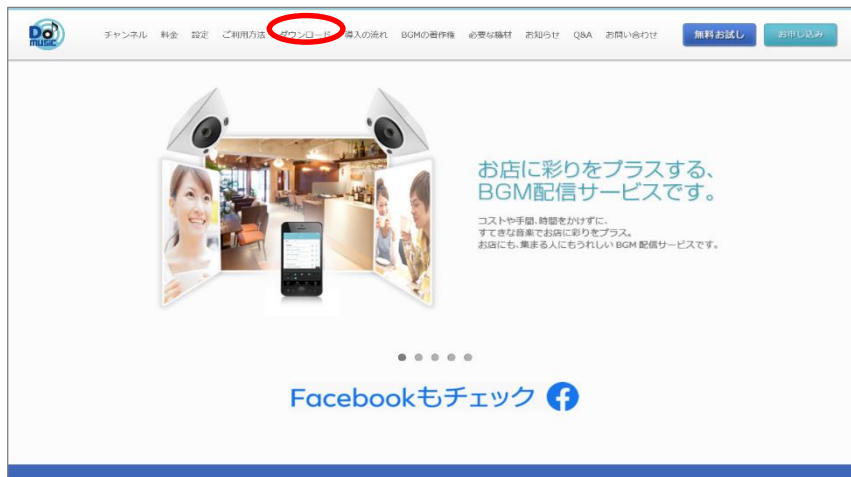 Do
MUSIC
チャンネル 料金 設定 ご利用方法 ダウンロード 導入の流れ BGMの著作権 必要な機材 お知らせ Q&A お問い合わせ 無料お試し お申し込み
お店に彩りをプラスする、
BGM配信サービスです。
コストや手間、時間をかけずに、
すてきな音楽でお店に彩りをプラス。
お店にも、集まる人にもうれしい BGM 配信サービスです。
Facebookもチェック